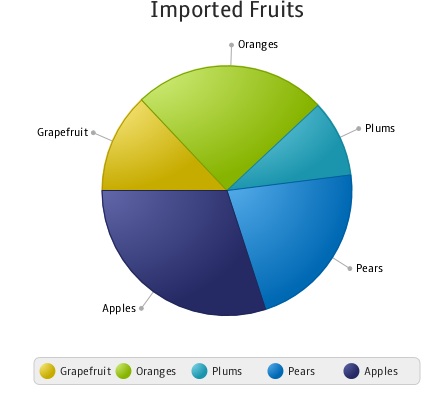 Imported Fruits
Oranges
Plums
Grapefruit
Pears
Apples
Grapefruit Oranges Plums Pears Apples